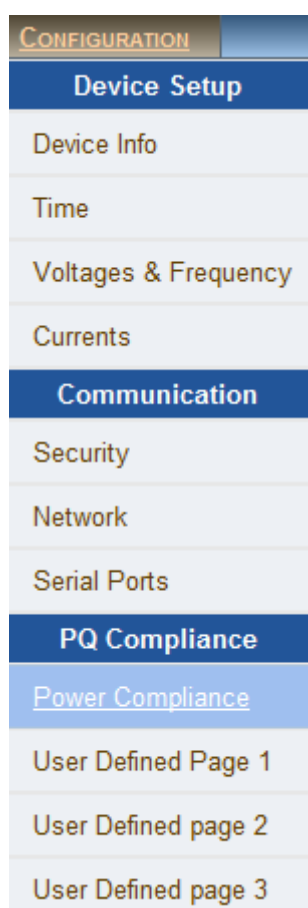 CONFIGURATION
Device Setup
Device Info
Time
Voltages & Frequency
Currents
Communication
Security
Network
Serial Ports
PQ Compliance
Power Compliance
User Defined Page 1
User Defined page 2
User Defined page 3